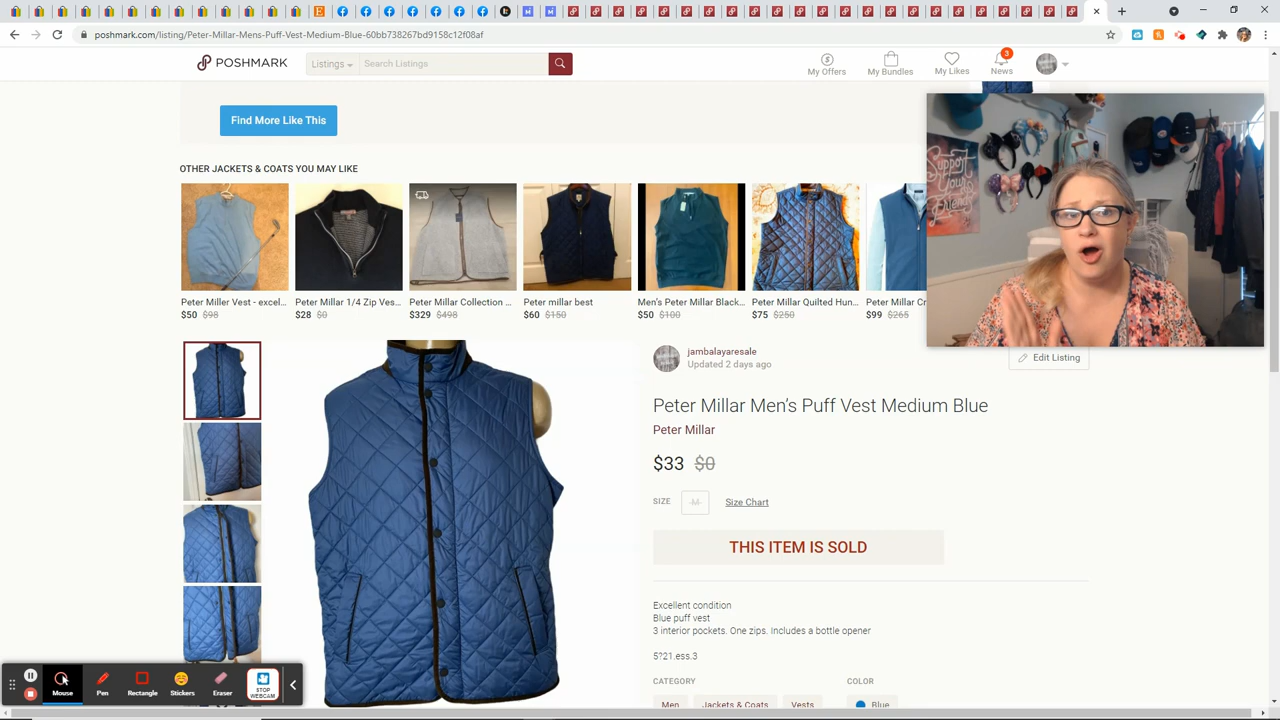 poshmark.com/listing/Peter-Millar-Mens-Puff-Vest-Medium-Blue-60bb738267bd9158c12f08af
POSHMARK
Listings
Search Listings
My Offers
My Bundles
My Likes
3
News
Find More Like This
OTHER JACKETS & COATS YOU MAY LIKE
Peter Miller Vest - excel...
$50 $98
Peter Millar 1/4 Zip Ves...
$28 $0
Peter Millar Collection ...
$329 $498
Peter millar best
$60 $150
Men's Peter Millar Black...
$50 $100
Peter Millar Quilted Hun...
$75 $250
Peter Millar Cr
$99 $265
Support
Your
Friends
jambalayaresale
Updated 2 days ago
Edit Listing
Peter Millar Men's Puff Vest Medium Blue
Peter Millar
$33 $0
SIZE
M
Size Chart
THIS ITEM IS SOLD
Excellent condition
Blue puff vest
3 interior pockets. One zips. Includes a bottle opener
5?21.ess.3
CATEGORY
COLOR
Men
Jackets & Coats
Vests
Blue
Mouse
Pen
Rectangle
Stickers
Eraser
STOP
WEBCAM